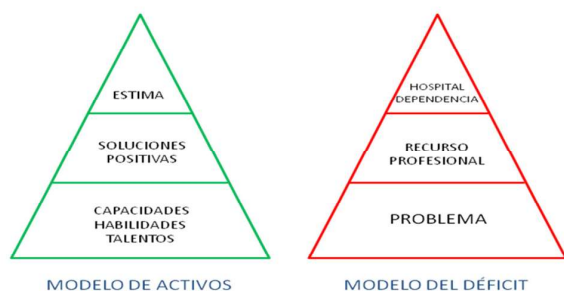 ESTIMA
SOLUCIONES
POSITIVAS
CAPACIDADES
HABILIDADES
TALENTOS
MODELO DE ACTIVOS
HOSPITAL
DEPENDENCIA
RECURSO
PROFESIONAL
PROBLEMA
MODELO DEL DÉFICIT